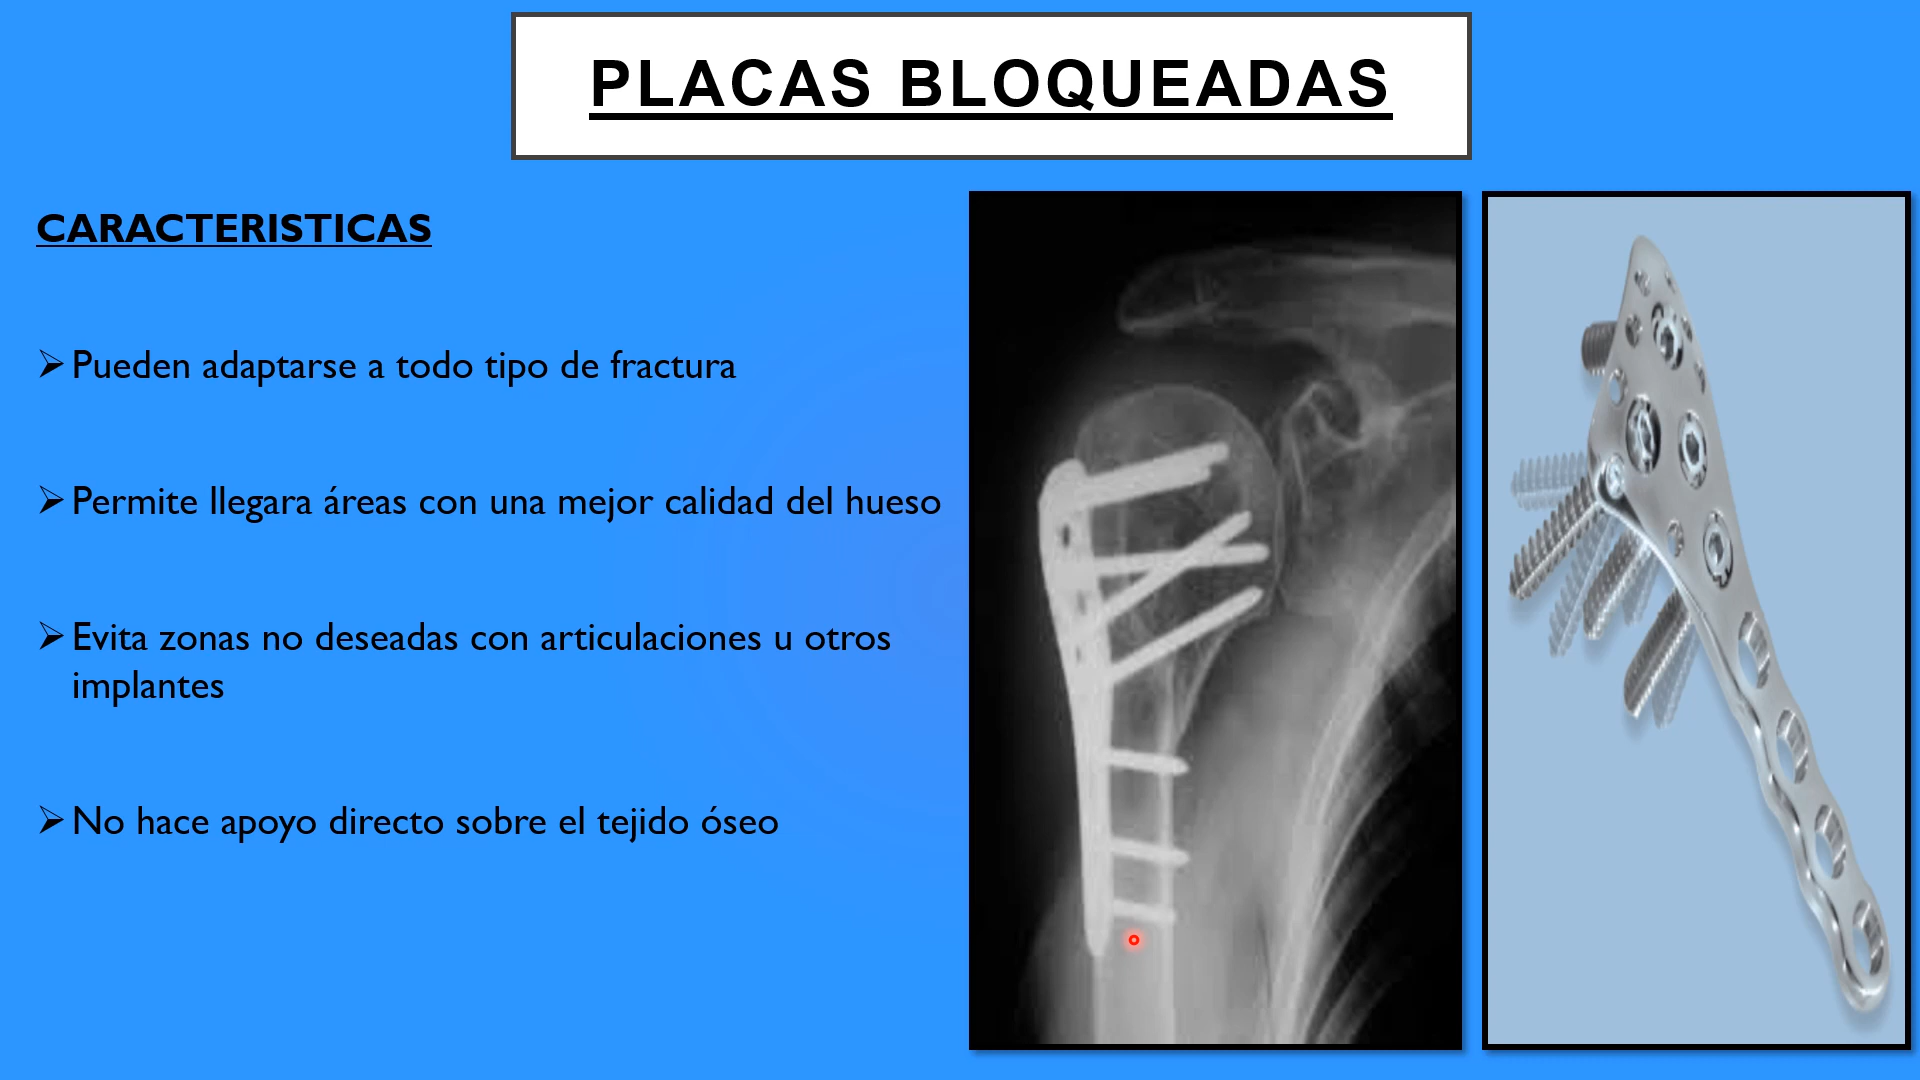 PLACAS BLOQUEADAS
CARACTERISTICAS
Pueden adaptarse a todo tipo de fractura
Permite llegara áreas con una mejor calidad del hueso
Evita zonas no deseadas con articulaciones u otros
implantes
No hace apoyo directo sobre el tejido óseo